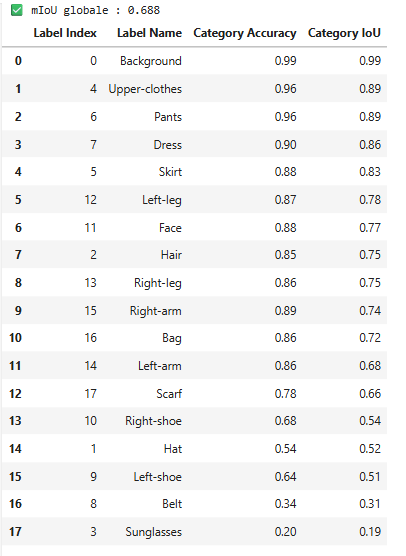 ✅ mIoU globale : 0.688
Label Index Label Name Category Accuracy Category IoU
0 0 Background 0.99 0.99
1 4 Upper-clothes 0.96 0.89
2 6 Pants 0.96 0.89
3 7 Dress 0.90 0.86
4 5 Skirt 0.88 0.83
5 12 Left-leg 0.87 0.78
6 11 Face 0.88 0.77
7 2 Hair 0.85 0.75
8 13 Right-leg 0.86 0.75
9 15 Right-arm 0.89 0.74
10 16 Bag 0.86 0.72
11 14 Left-arm 0.86 0.68
12 17 Scarf 0.78 0.66
13 10 Right-shoe 0.68 0.54
14 1 Hat 0.54 0.52
15 9 Left-shoe 0.64 0.51
16 8 Belt 0.34 0.31
17 3 Sunglasses 0.20 0.19